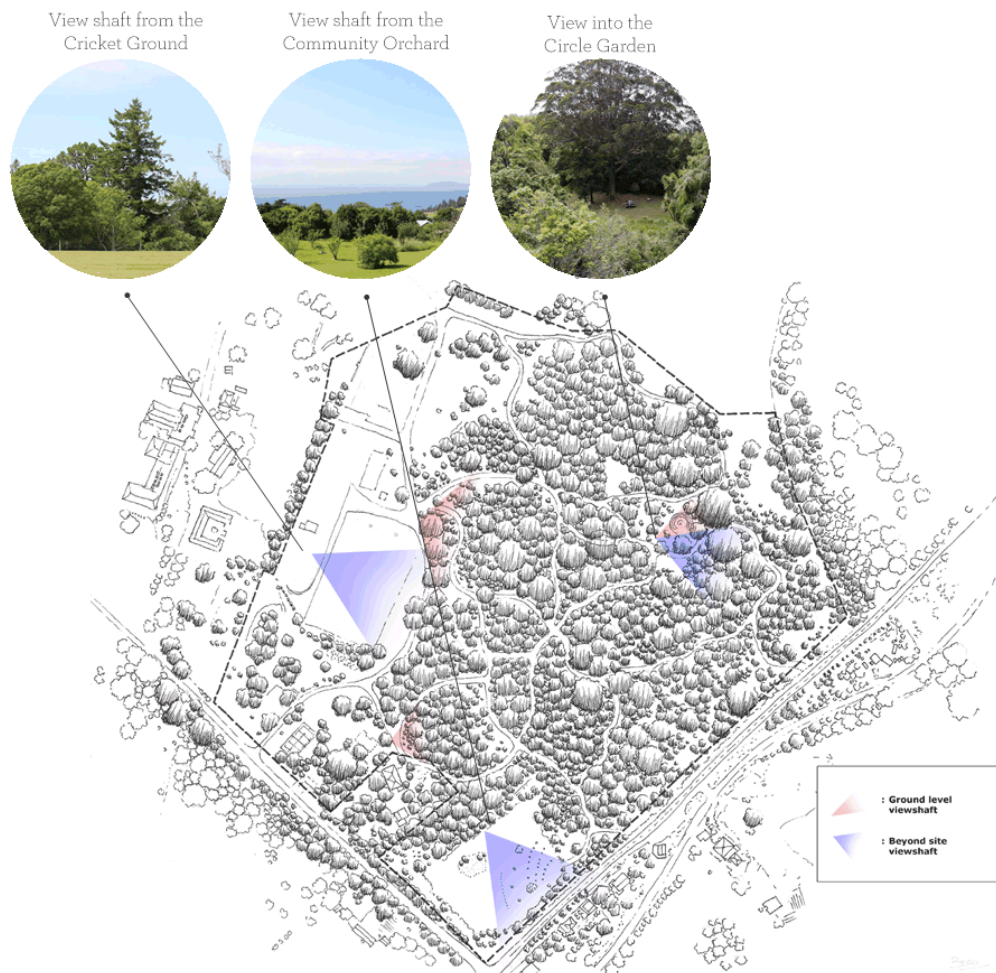 View shaft from the
Cricket Ground
View shaft from the
Community Orchard
View into the
Circle Garden
: Ground level
viewshaft
: Beyond site
viewshaft